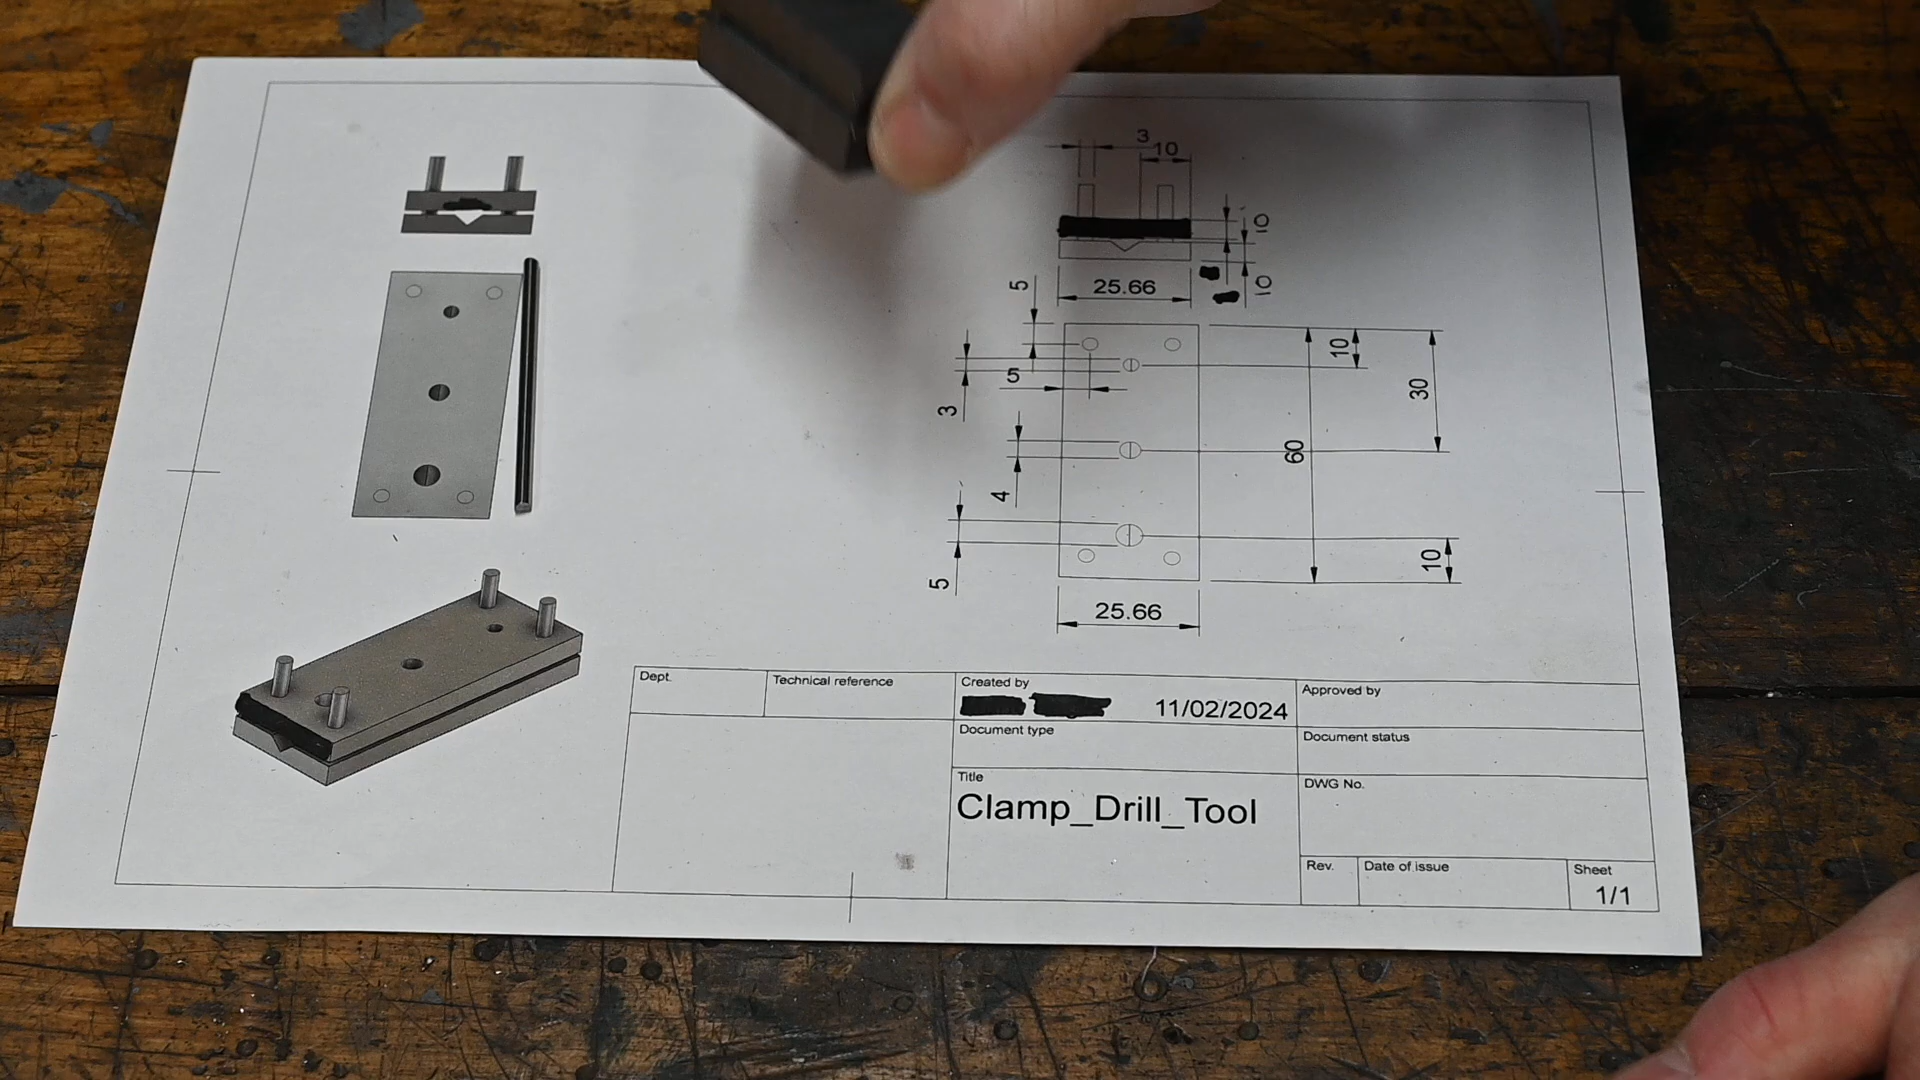 3
10
10
10
25.66
5
10
30
5
3
60
4
10
5
25.66
Dept.
Technical reference
Created by
11/02/2024
Approved by
Document type
Document status
Title
Clamp_Drill_Tool
DWG No.
Rev.
Date of issue
Sheet
1/1